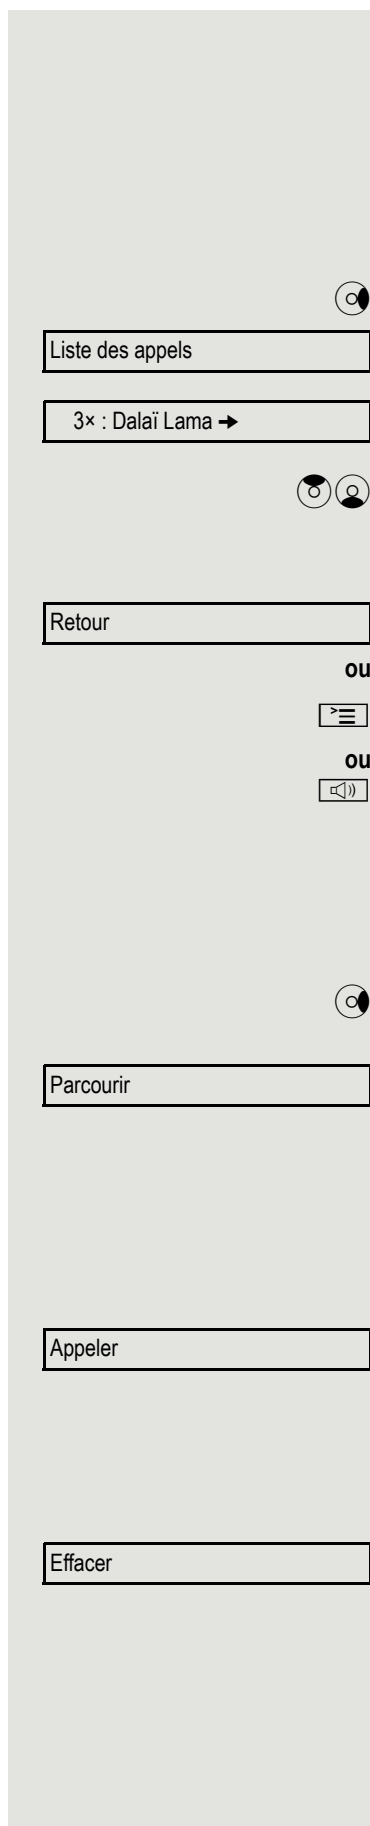 Liste des appels
3× : Dalaï Lama ➜
Retour
ou
ou
Parcourir
Appeler
Effacer